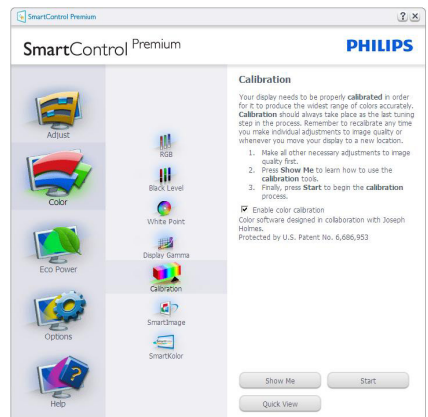 SmartControl Premium
? ×
SmartControl Premium
PHILIPS
Adjust
Color
Eco Power
Options
Help
RGB
Black Level
White Point
Display Gamma
Calibration
SmartImage
SmartKolor
Calibration
Your display needs to be properly calibrated in order
for it to produce the widest range of colors accurately.
Calibration should always take place as the last tuning
step in the process. Remember to recalibrate any time
you make individual adjustments to image quality or
whenever you move your display to a new location.
1. Make all other necessary adjustments to image
quality first.
2. Press Show Me to learn how to use the
calibration tools.
3. Finally, press Start to begin the calibration
process.
Enable color calibration
Color software designed in collaboration with Joseph
Holmes.
Protected by U.S. Patent No. 6,686,953
Show Me
Start
Quick View